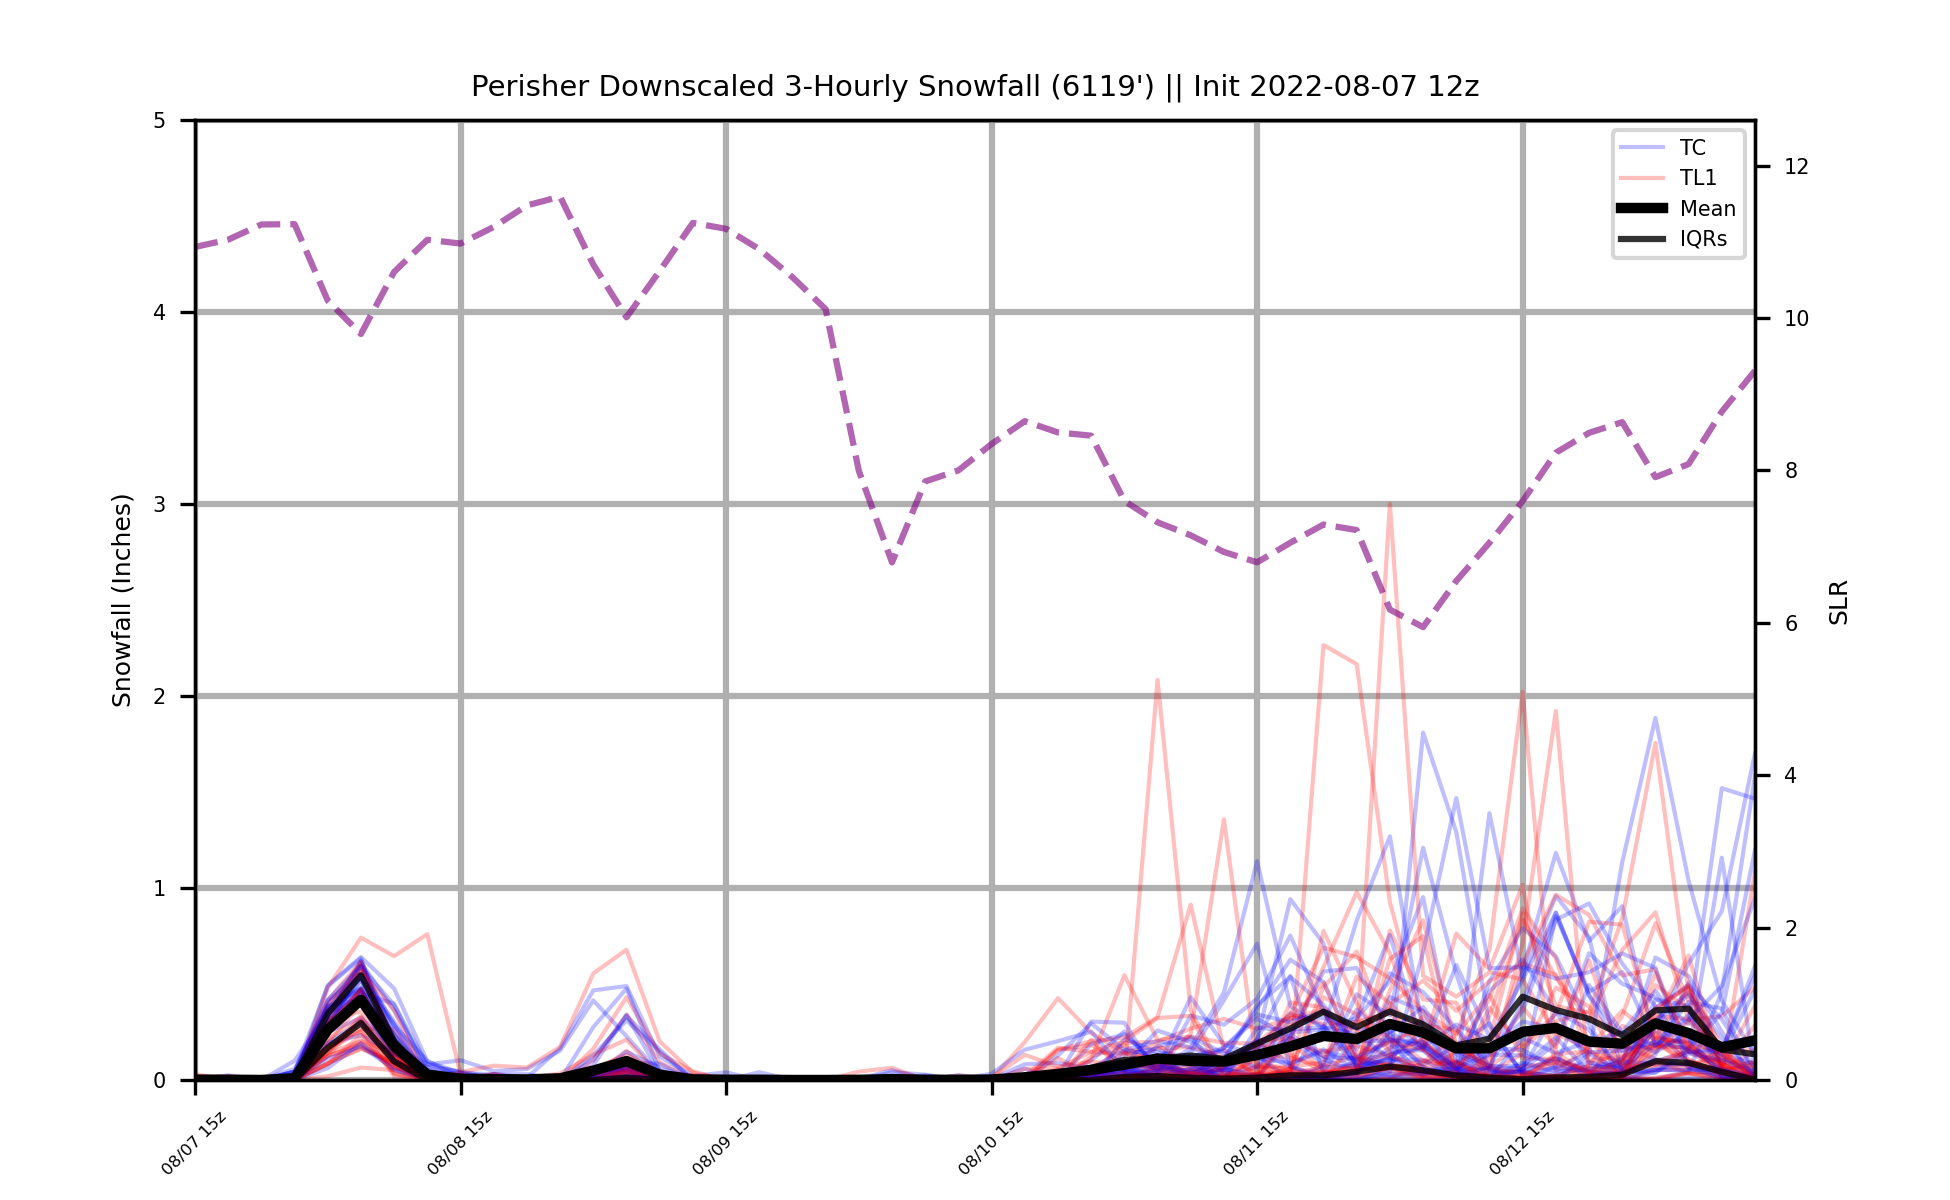 Perisher Downscaled 3-Hourly Snowfall (6119') || Init 2022-08-07 12z
5
4
3
2
1
0
Snowfall (Inches)
TC
TL1
Mean
IQRs
12
10
8
6
4
2
0
SLR
08/07 15z
08/08 15z
08/09 15z
08/10 15z
08/11 15z
08/12 15z